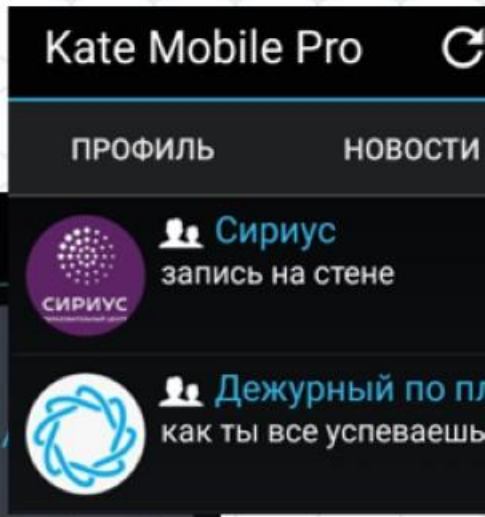 Kate Mobile Pro
ПРОФИЛЬ НОВОСТИ
Сириус
запись на стене
СИРИУС
Дежурный по пл
как ты все успеваешь